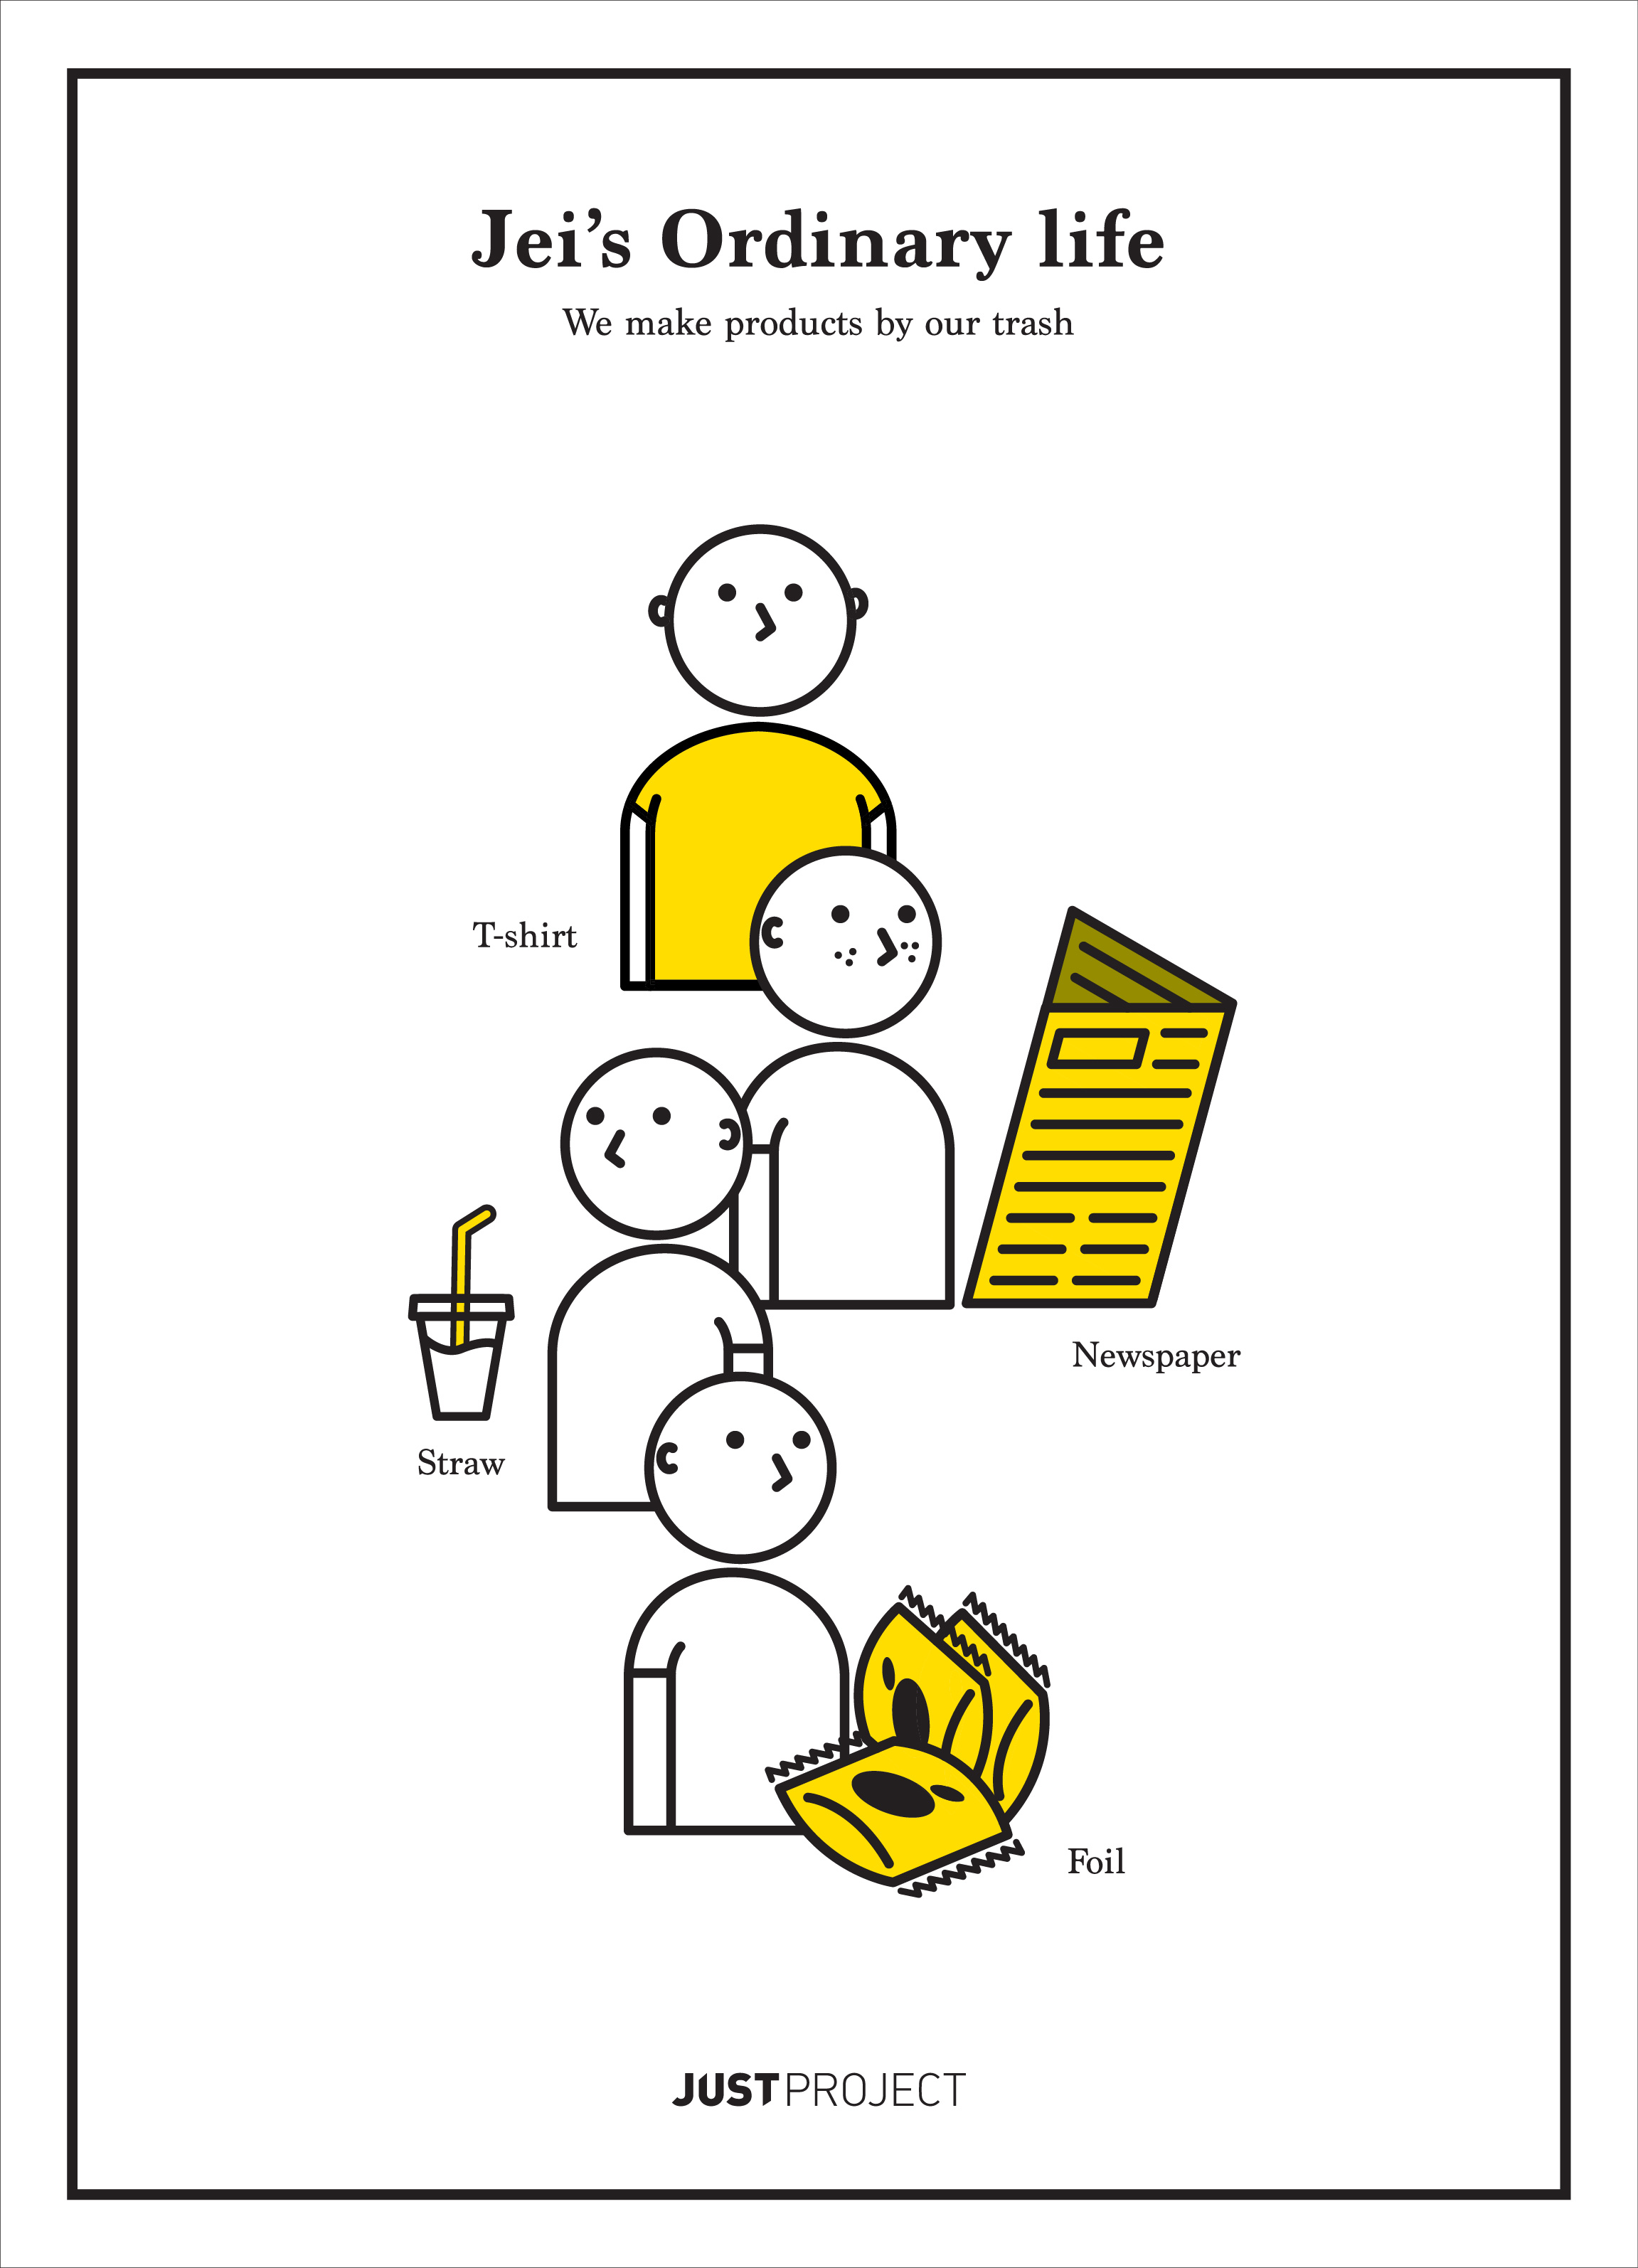 Jei’s Ordinary life
We make products by our trash
T-shirt
Newspaper
Straw
Foil
JUSTPROJECT